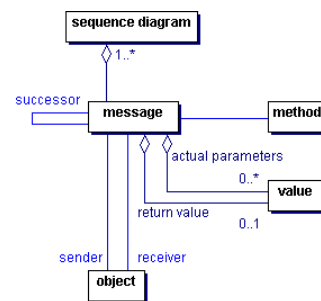 sequence diagram
1..*
successor
message
method
actual parameters
0..*
value
return value
0..1
sender
receiver
object